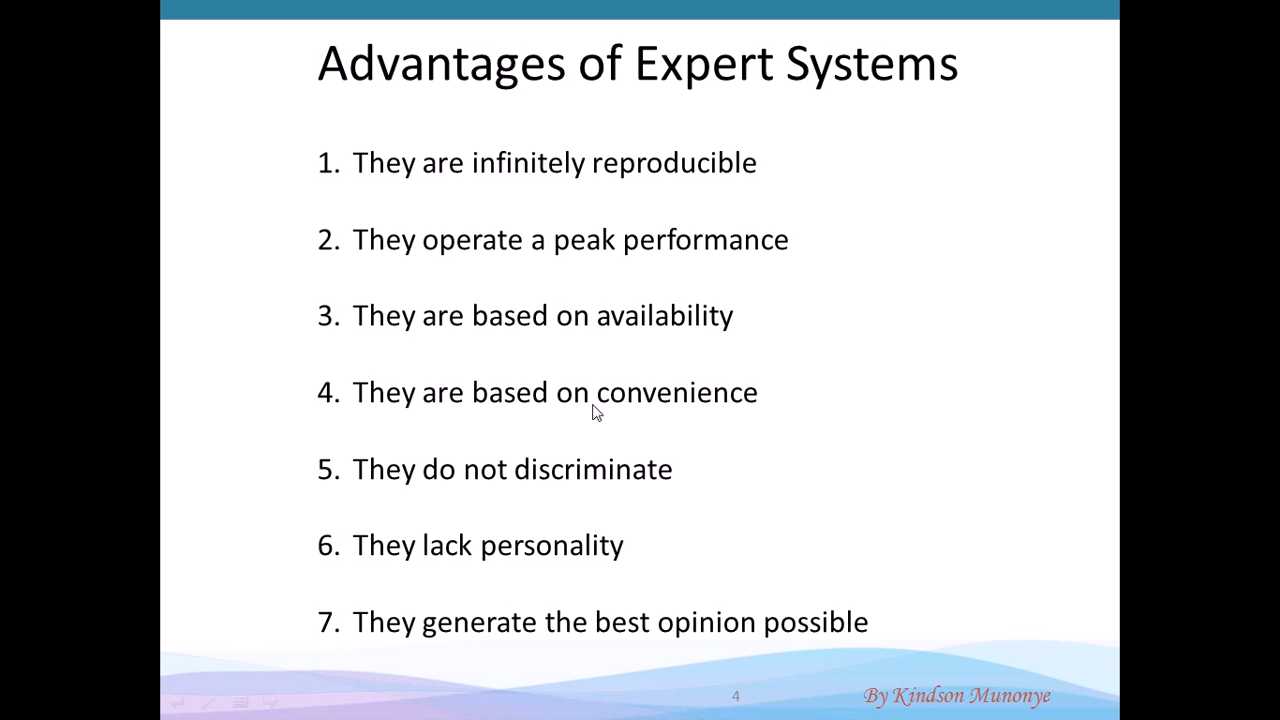 Advantages of Expert Systems
1. They are infinitely reproducible
2. They operate a peak performance
3. They are based on availability
4. They are based on convenience
5. They do not discriminate
6. They lack personality
7. They generate the best opinion possible
4
By Kindson Munonye